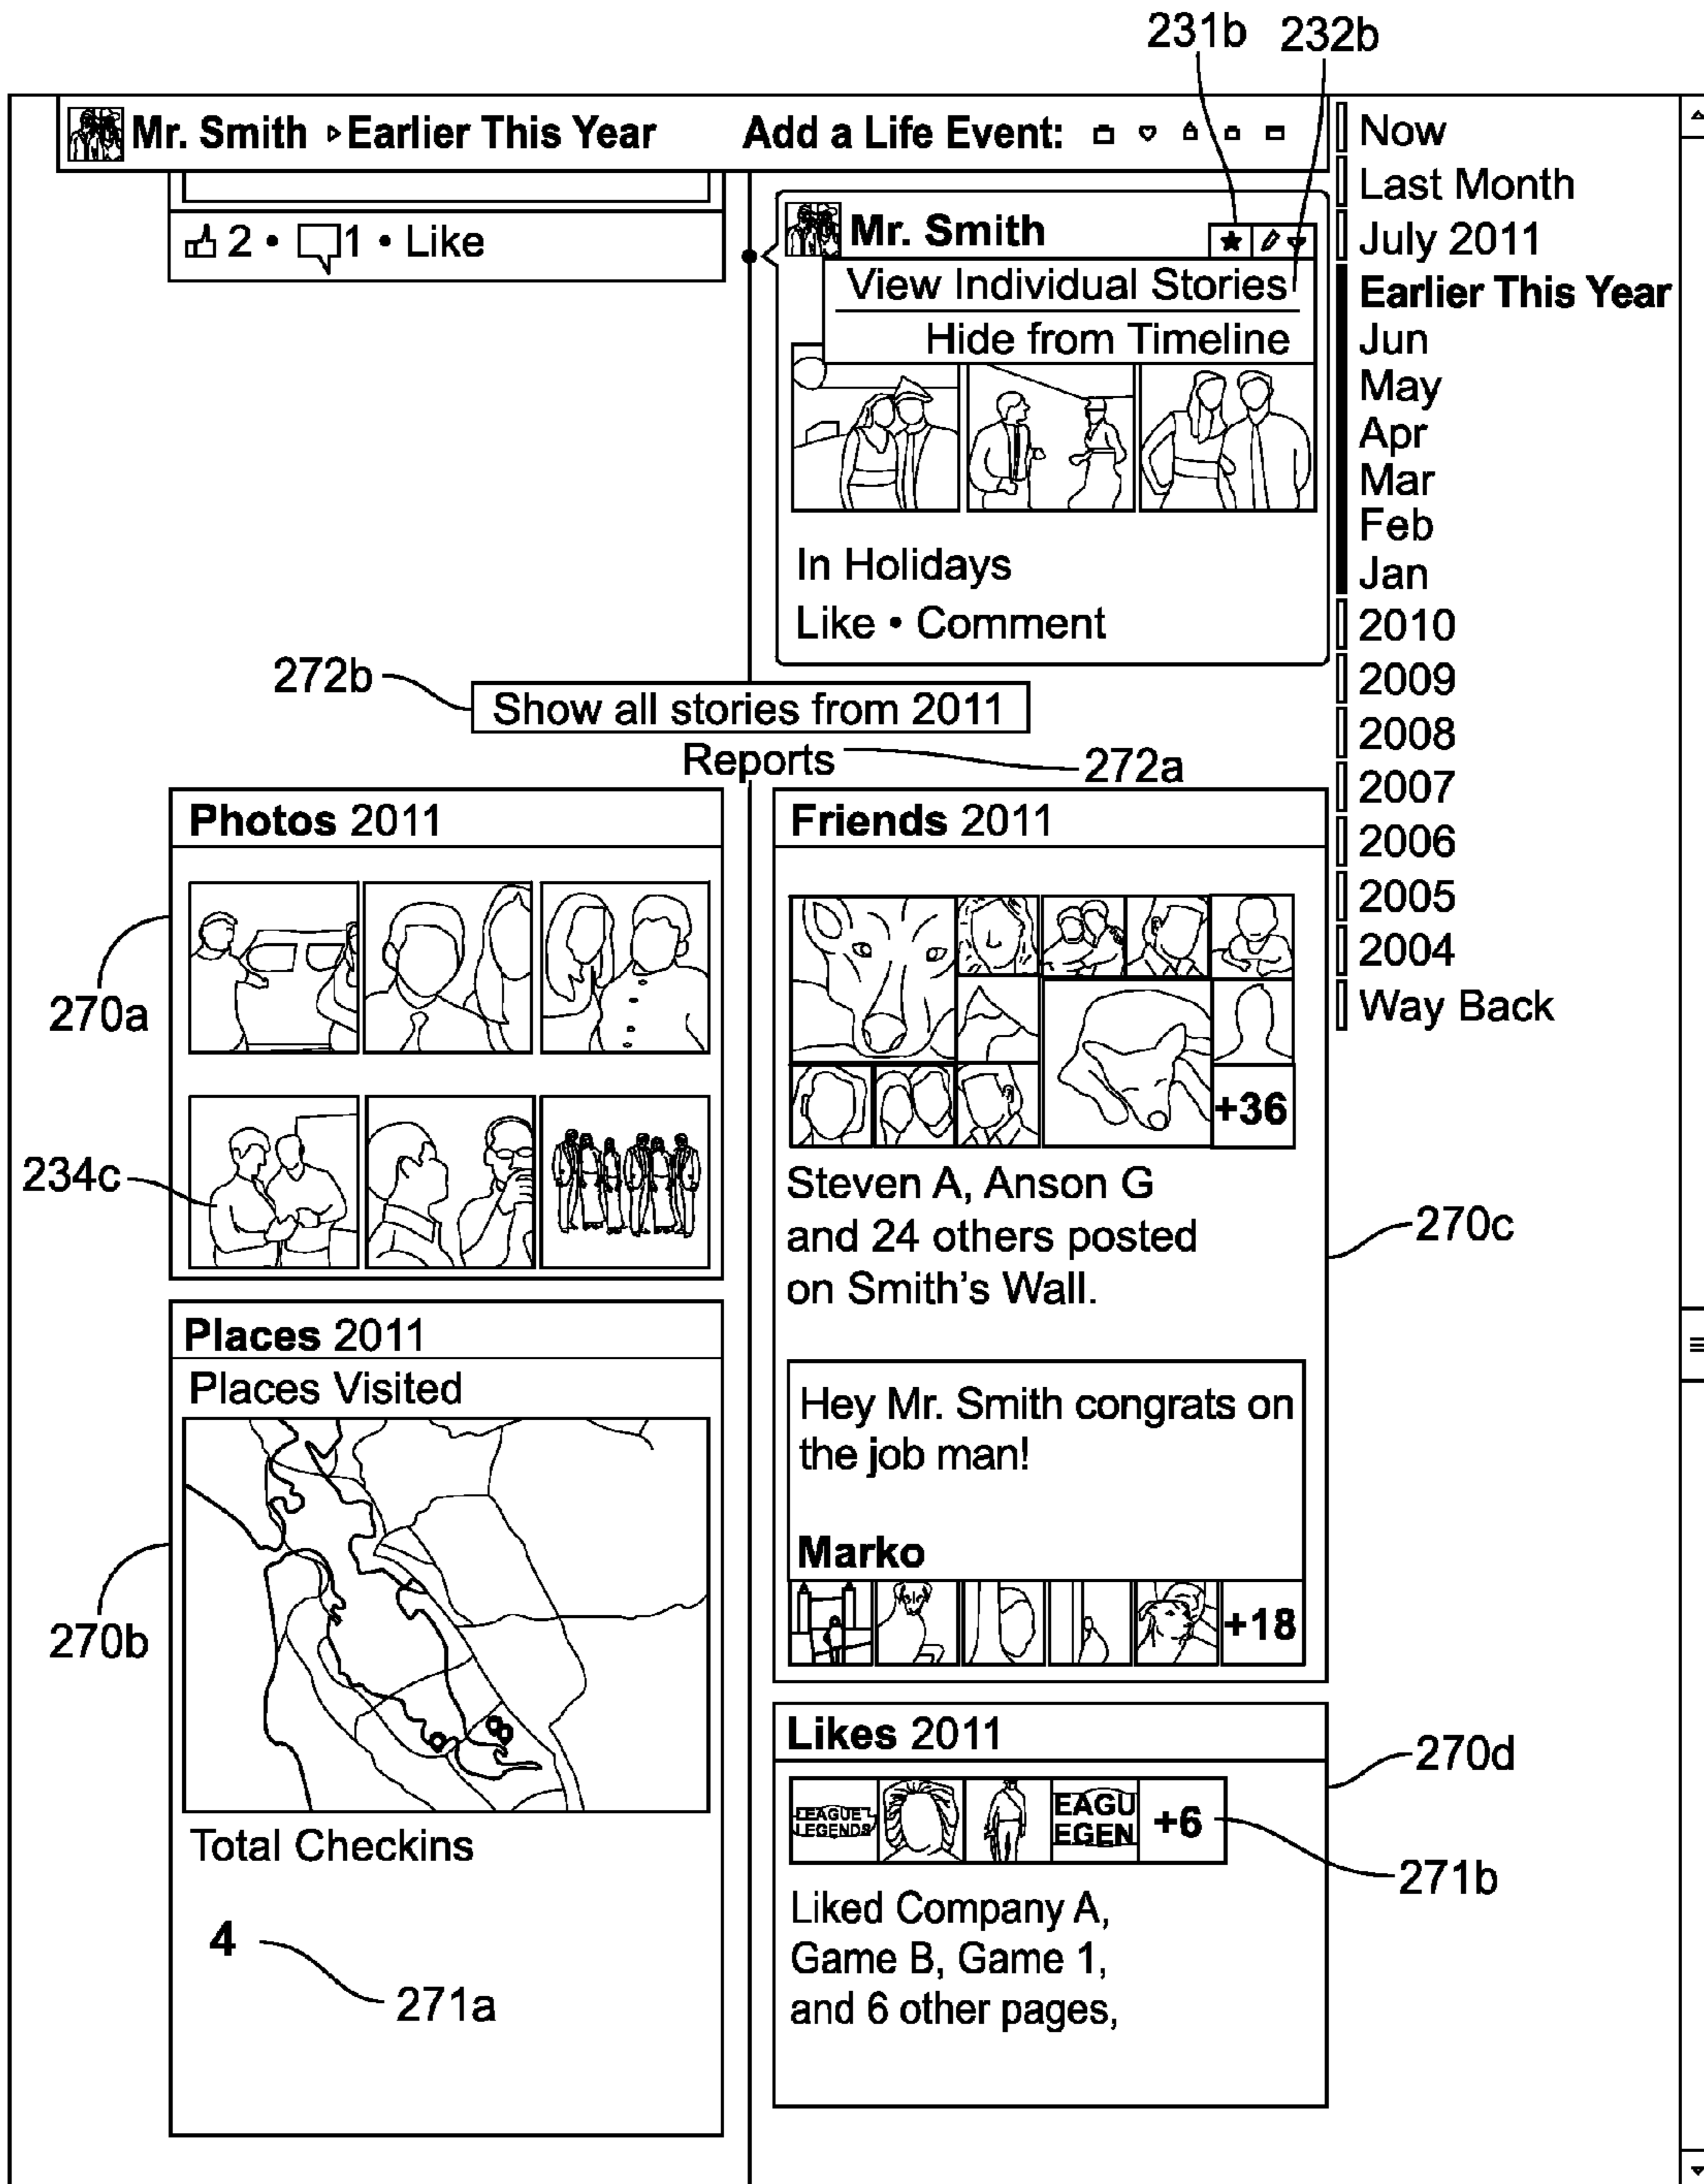 231b 232b
Mr. Smith ▹ Earlier This Year Add a Life Event:
2 • 1 • Like
Mr. Smith
View Individual Stories
Hide from Timeline
In Holidays
Like • Comment
Now
Last Month
July 2011
Earlier This Year
Jun
May
Apr
Mar
Feb
Jan
2010
2009
2008
2007
2006
2005
2004
Way Back
272b
Show all stories from 2011
Reports
272a
Photos 2011
270a
234c
Places 2011
Places Visited
270b
Total Checkins
4
271a
Friends 2011
+36
Steven A, Anson G
and 24 others posted
on Smith's Wall.
270c
Hey Mr. Smith congrats on
the job man!
Marko
+18
Likes 2011
270d
LEAGUE
LEGENDS
EAGU
EGEN
+6
271b
Liked Company A,
Game B, Game 1,
and 6 other pages,